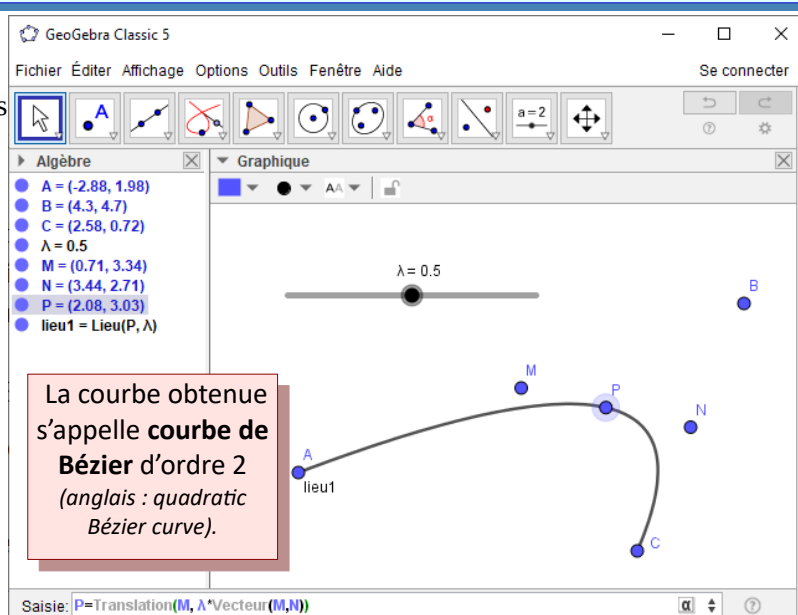 GeoGebra Classic 5
Fichier Éditer Affichage Options Outils Fenêtre Aide Se connecter
s
A
α
a = 2
Algèbre
Graphique
AA
A = (-2.88, 1.98)
B = (4.3, 4.7)
C = (2.58, 0.72)
λ = 0.5
M = (0.71, 3.34)
N = (3.44, 2.71)
P = (2.08, 3.03)
lieu1 = Lieu(P, λ)
λ = 0.5
B
M
P
N
A
lieu1
C
La courbe obtenue
s'appelle courbe de
Bézier d'ordre 2
(anglais : quadratic
Bézier curve).
Saisie: P=Translation(M, λ*Vecteur(M,N))
α